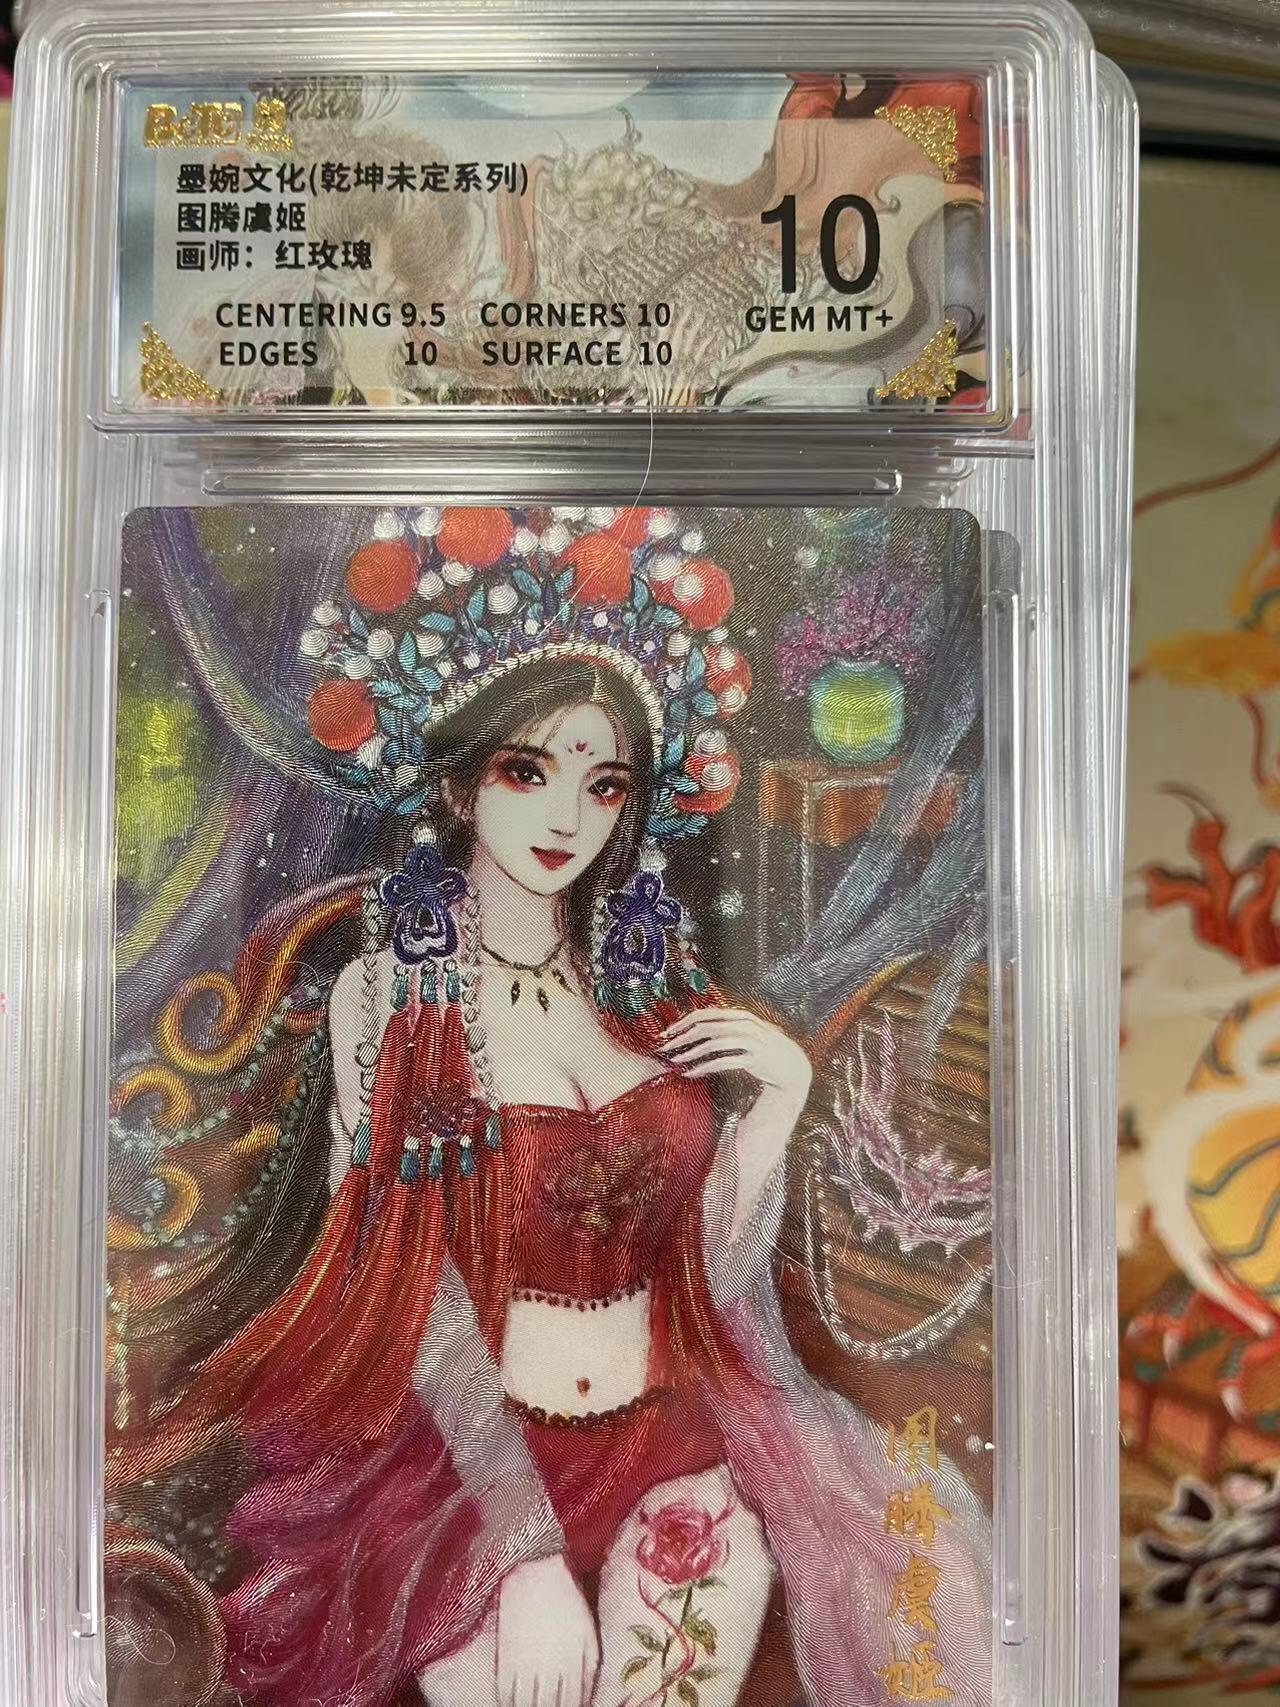 墨婉文化(乾坤未定系列)
图腾虞姬
画师：红玫瑰
10
GEM MT+
CENTERING 9.5 CORNERS 10
EDGES 10 SURFACE 10
图腾虞姬